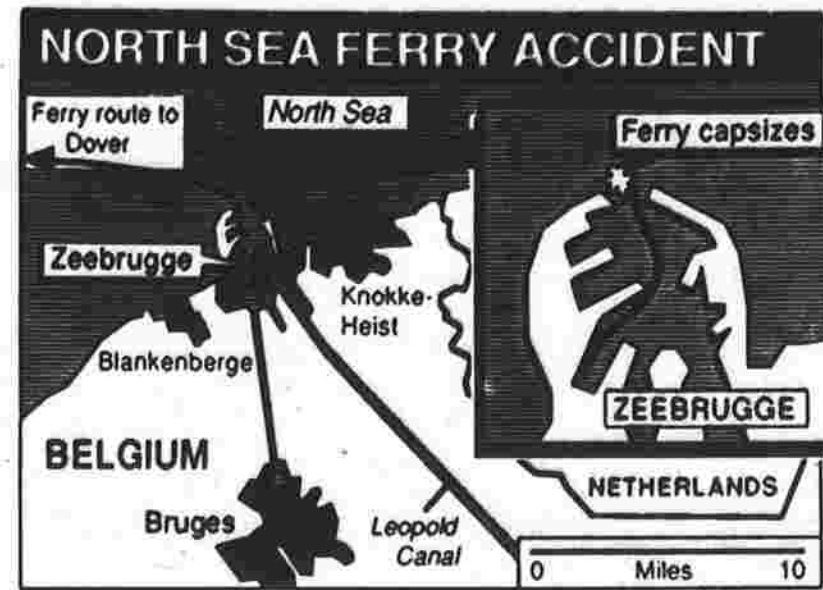 NORTH SEA FERRY ACCIDENT
Ferry route to
Dover
North Sea
Ferry capsizes
Zeebrugge
Knokke-
Heist
Blankenberge
ZEEBRUGGE
BELGIUM
NETHERLANDS
Bruges
Leopold
Canal
0 Miles 10